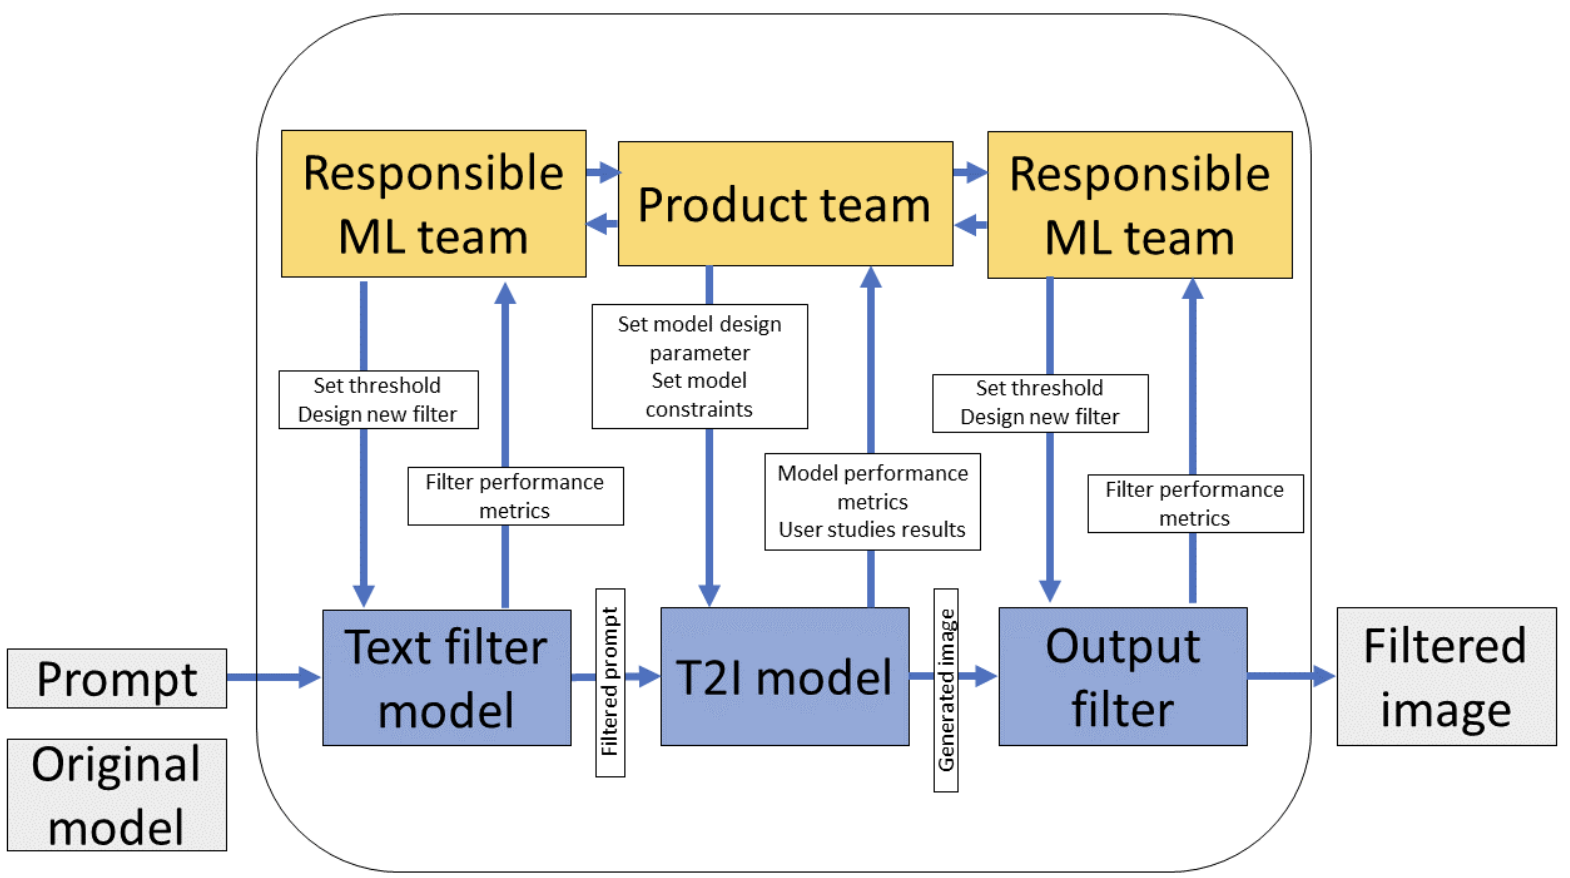 Responsible
ML team
Product team
Responsible
ML team
Set model design
parameter
Set model
constraints
Set threshold
Design new filter
Set threshold
Design new filter
Filter performance
metrics
Model performance
metrics
User studies results
Filter performance
metrics
Prompt
Text filter
model
Filtered prompt
T2I model
Generated image
Output
filter
Filtered
image
Original
model